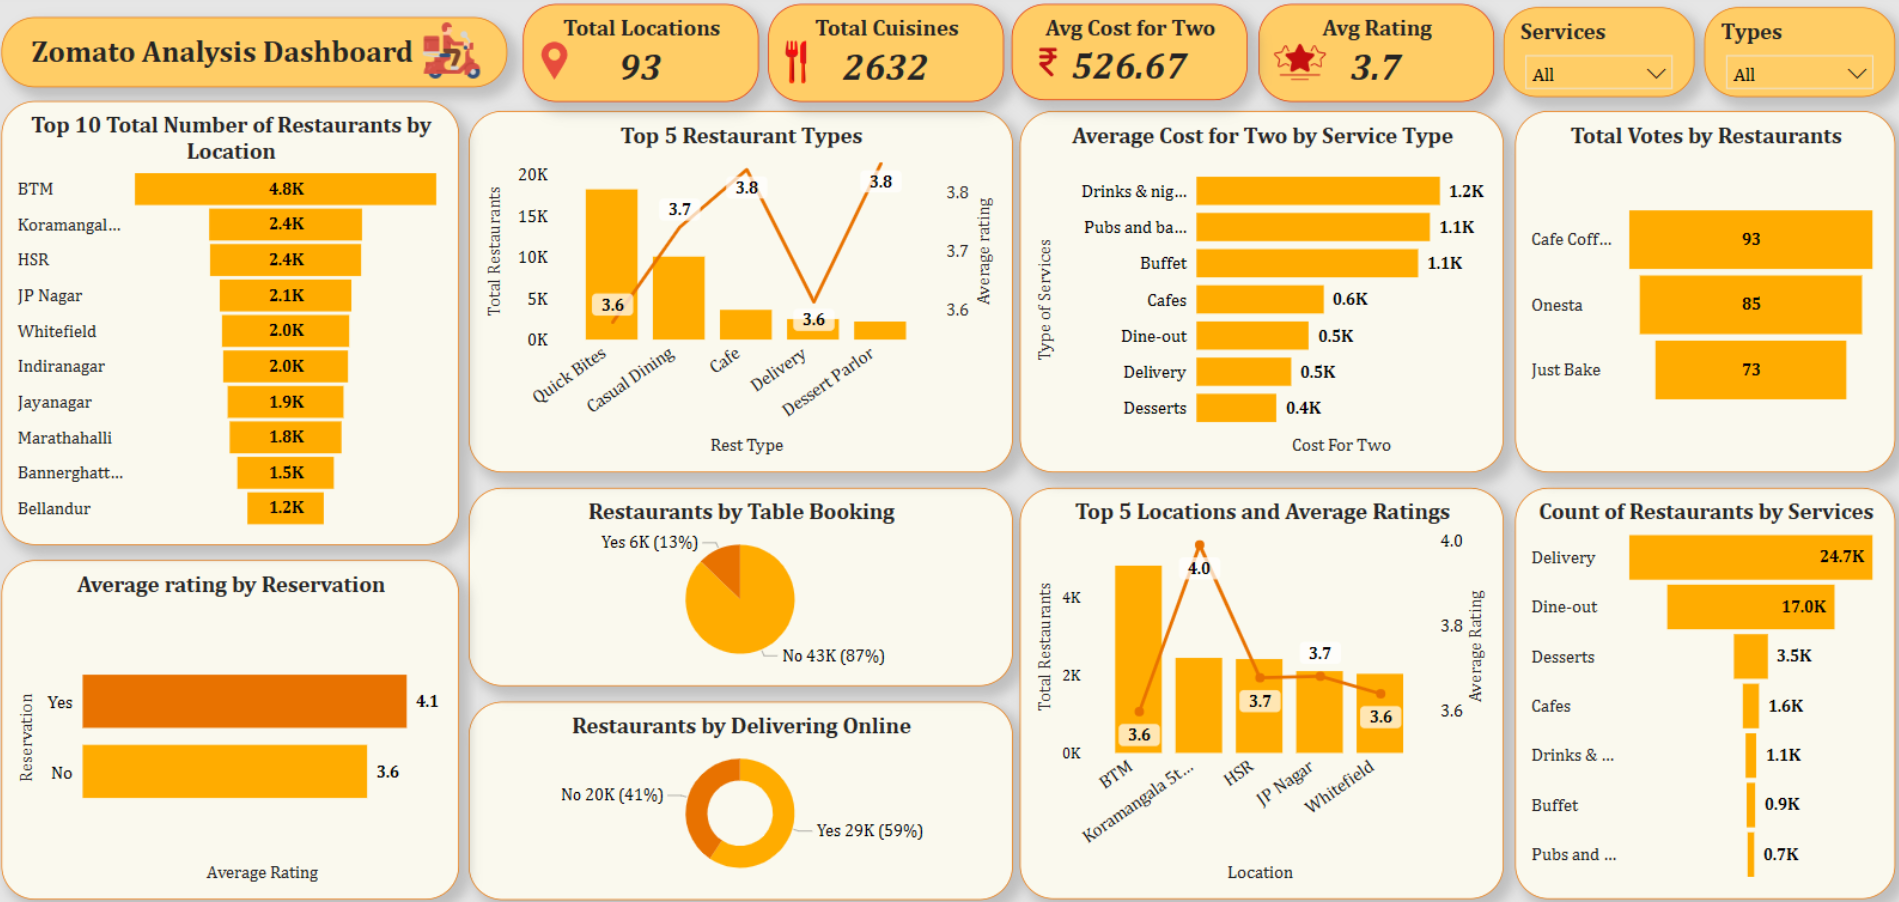 Zomato Analysis Dashboard
Total Locations
93
Total Cuisines
2632
Avg Cost for Two
₹ 526.67
Avg Rating
3.7
Services
All
Types
All
Top 10 Total Number of Restaurants by
Location
BTM 4.8K
Koramangal... 2.4K
HSR 2.4K
JP Nagar 2.1K
Whitefield 2.0K
Indiranagar 2.0K
Jayanagar 1.9K
Marathahalli 1.8K
Bannerghatt... 1.5K
Bellandur 1.2K
Top 5 Restaurant Types
Total Restaurants
20K
15K
10K
5K
0K
3.6
3.7
3.8
3.6
3.8
3.8
3.7
3.6
Average rating
Quick Bites
Casual Dining
Cafe
Delivery
Dessert Parlor
Rest Type
Average Cost for Two by Service Type
Type of Services
Drinks & nig... 1.2K
Pubs and ba... 1.1K
Buffet 1.1K
Cafes 0.6K
Dine-out 0.5K
Delivery 0.5K
Desserts 0.4K
Cost For Two
Total Votes by Restaurants
Cafe Coff... 93
Onesta 85
Just Bake 73
Average rating by Reservation
Reservation
Yes 4.1
No 3.6
Average Rating
Restaurants by Table Booking
Yes 6K (13%)
No 43K (87%)
Restaurants by Delivering Online
No 20K (41%)
Yes 29K (59%)
Top 5 Locations and Average Ratings
Total Restaurants
4K
2K
0K
3.6
4.0
3.7
3.7
3.6
4.0
3.8
3.6
Average Rating
BTM
Koramangala 5t...
HSR
JP Nagar
Whitefield
Location
Count of Restaurants by Services
Delivery 24.7K
Dine-out 17.0K
Desserts 3.5K
Cafes 1.6K
Drinks & ... 1.1K
Buffet 0.9K
Pubs and ... 0.7K